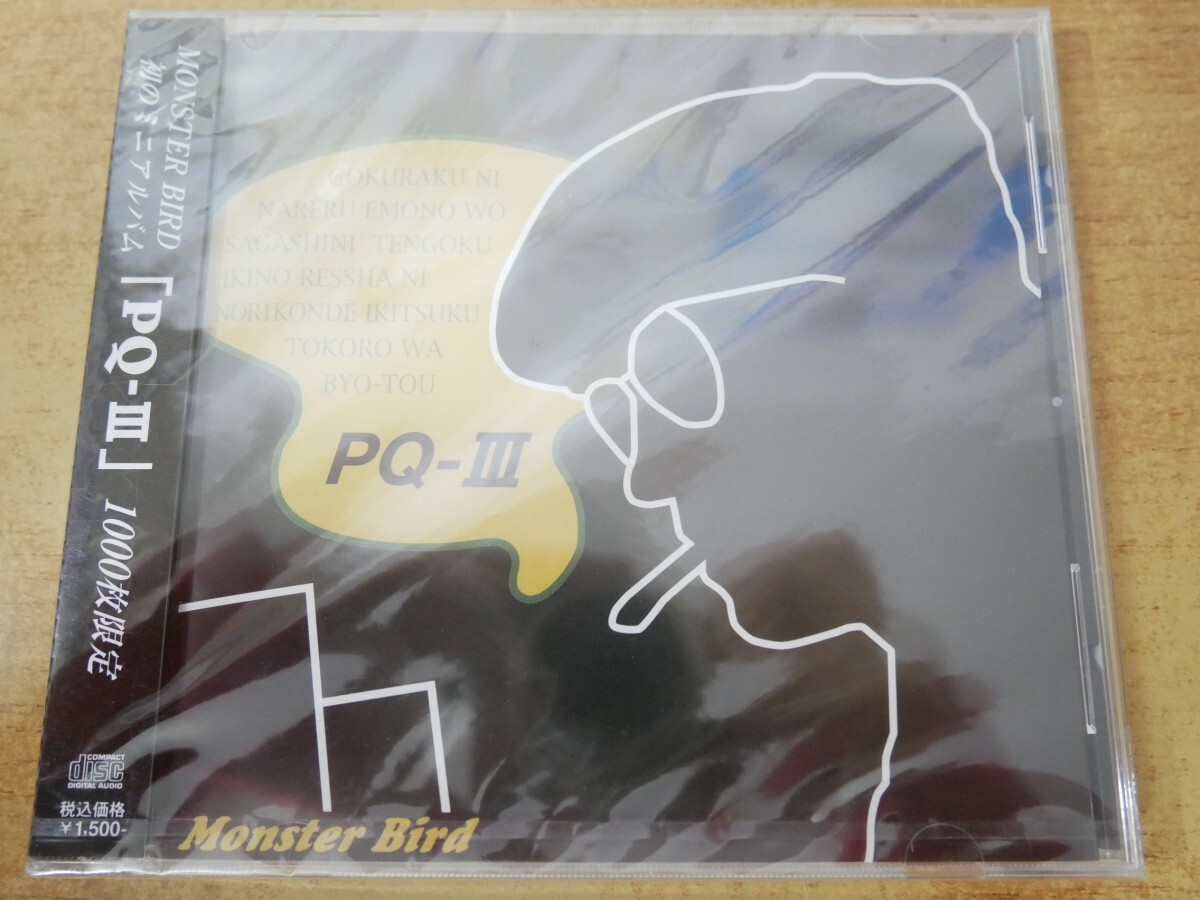 MONSTER BIRD
初のミニアルバム「PQ-III」1000枚限定
COMPACT
disc
DIGITAL AUDIO
税込価格
¥1,500-
GOKURAKU NI
NARERU EMONO WO
SAGASHINI TENGOKU
IKINO RESSHA NI
NORIKONDE IKITSUKU
TOKORO WA
BYO-TOU
PQ-III
Monster Bird